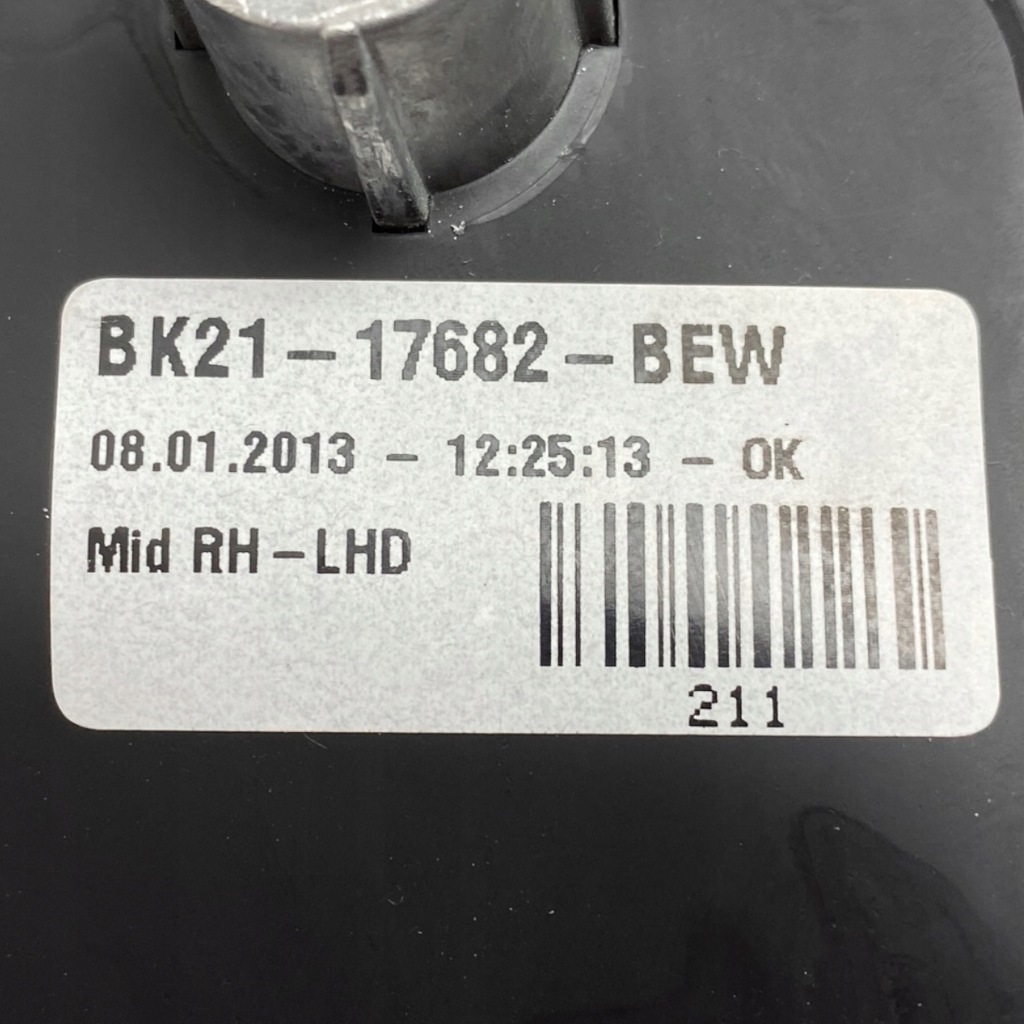 BK21-17682-BEW
08.01.2013 - 12:25:13 - OK
Mid RH-LHD
211